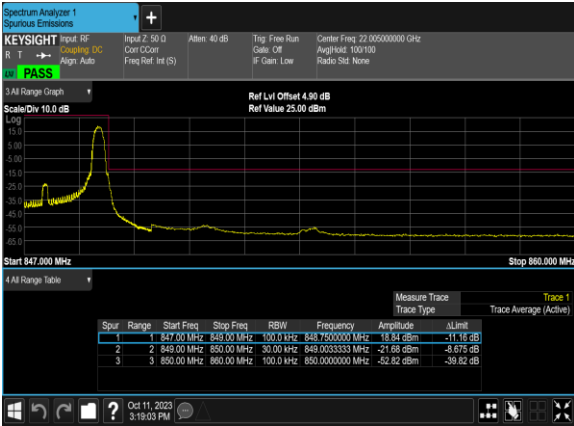 Spectrum Analyzer 1
Spurious Emissions
+
KEYSIGHT Input: RF Input Z: 50 Ω Atten: 40 dB Trig: Free Run Center Freq: 22.005000000 GHz
R T Coupling: DC Corr CCorr Gate: Off Avg|Hold: 100/100
Align: Auto Freq Ref: Int (S) IF Gain: Low Radio Std: None
LXI PASS
3 All Range Graph
Ref Lvl Offset 4.90 dB
Scale/Div 10.0 dB Ref Value 25.00 dBm
Log
15.0
5.00
-5.00
-15.0
-25.0
-35.0
-45.0
-55.0
-65.0
Start 847.000 MHz Stop 860.000 MHz
4 All Range Table
Measure Trace Trace 1
Trace Type Trace Average (Active)
Spur Range Start Freq Stop Freq RBW Frequency Amplitude ΔLimit
1 1 847.00 MHz 849.00 MHz 100.0 kHz 848.7500000 MHz 18.84 dBm -11.16 dB
2 2 849.00 MHz 850.00 MHz 30.00 kHz 849.0033333 MHz -21.68 dBm -8.675 dB
3 3 850.00 MHz 860.00 MHz 100.0 kHz 850.0000000 MHz -52.82 dBm -39.82 dB
? Oct 11, 2023
3:19:03 PM